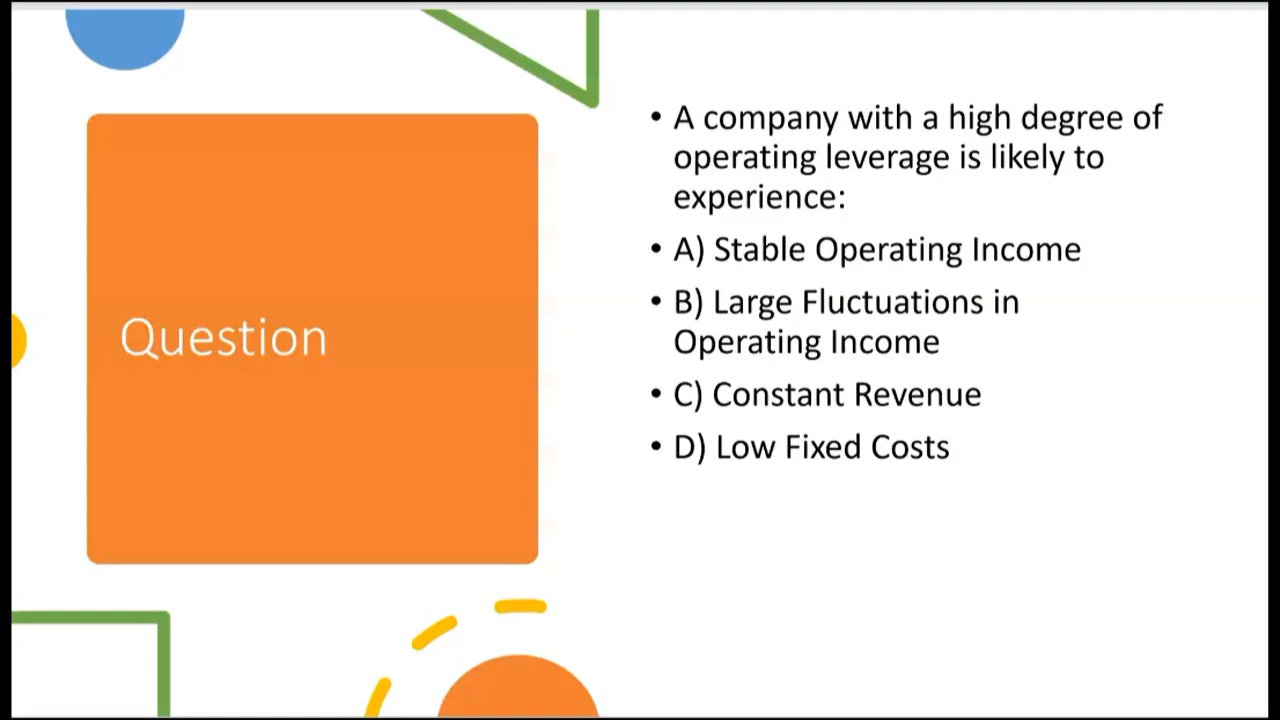 Question
• A company with a high degree of
operating leverage is likely to
experience:
• A) Stable Operating Income
• B) Large Fluctuations in
Operating Income
• C) Constant Revenue
• D) Low Fixed Costs